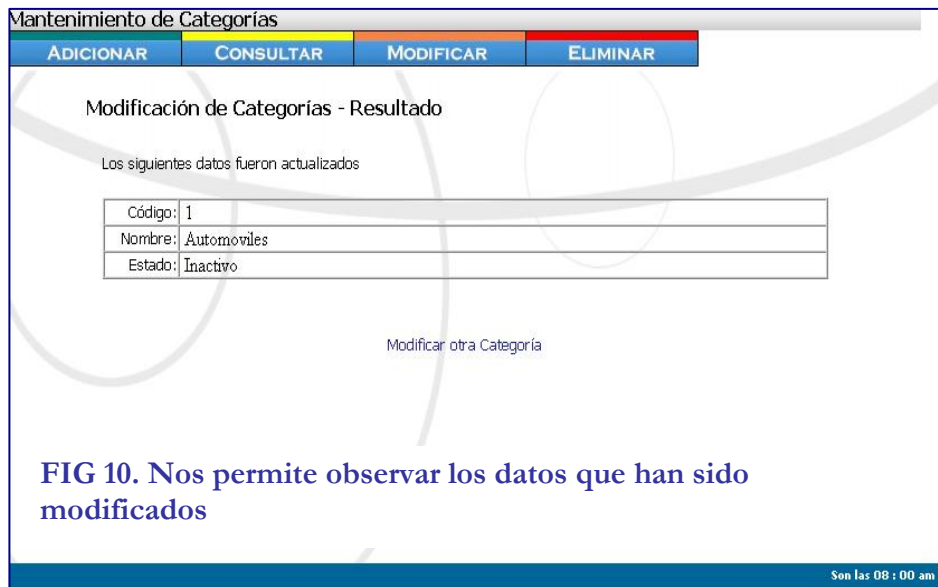 Mantenimiento de Categorías
ADICIONAR CONSULTAR MODIFICAR ELIMINAR
Modificación de Categorías - Resultado
Los siguientes datos fueron actualizados
Código: 1
Nombre: Automoviles
Estado: Inactivo
Modificar otra Categoría
FIG 10. Nos permite observar los datos que han sido
modificados
Son las 08 : 00 am